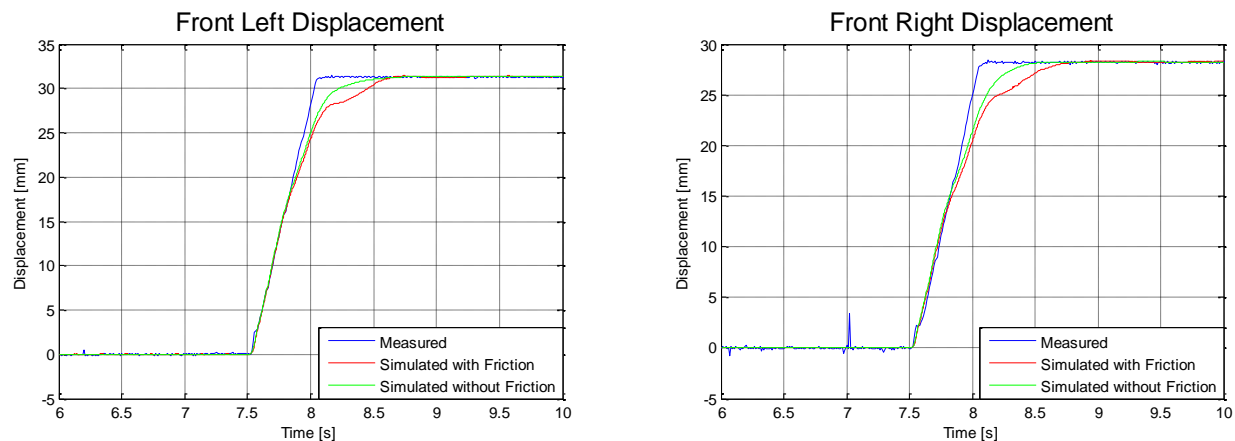 Front Left Displacement
35
30
25
20
15
10
5
0
-5
Displacement [mm]
6
6.5
7
7.5
8
8.5
9
9.5
10
Time [s]
Measured
Simulated with Friction
Simulated without Friction
Front Right Displacement
30
25
20
15
10
5
0
-5
Displacement [mm]
6
6.5
7
7.5
8
8.5
9
9.5
10
Time [s]
Measured
Simulated with Friction
Simulated without Friction